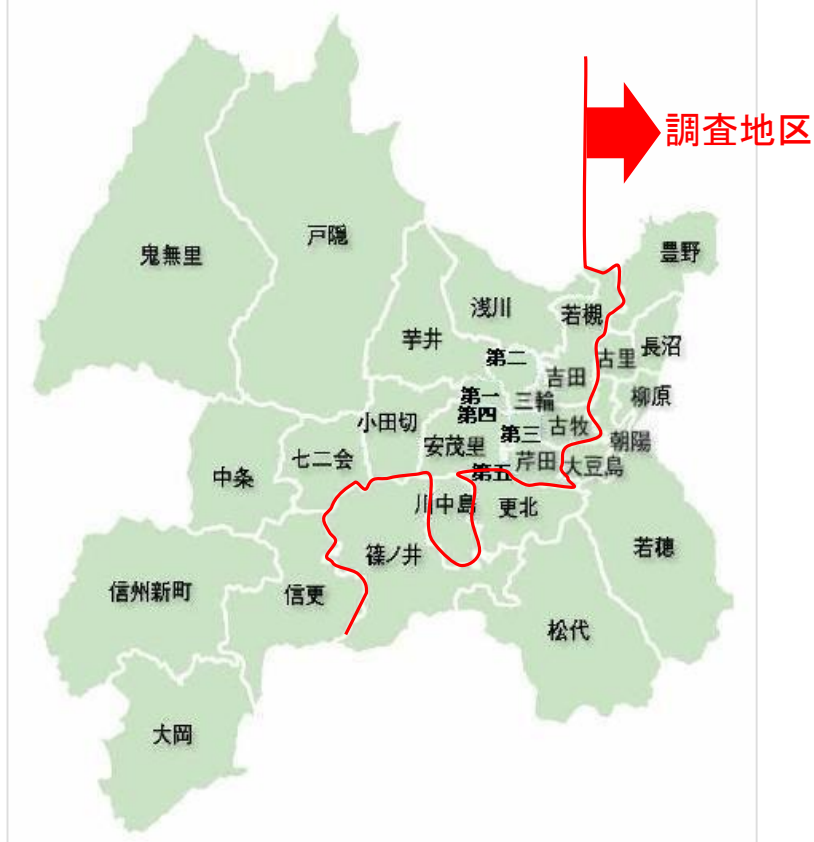 調査地区
豊野
戸隠
鬼無里
浅川
若槻
芋井
第二
古里
長沼
吉田
柳原
第一
三輪
第四
小田切
古牧
第三
朝陽
安茂里
七二会
芹田
大豆島
第五
中条
川中島
更北
若穂
篠ノ井
信州新町
信更
松代
大岡